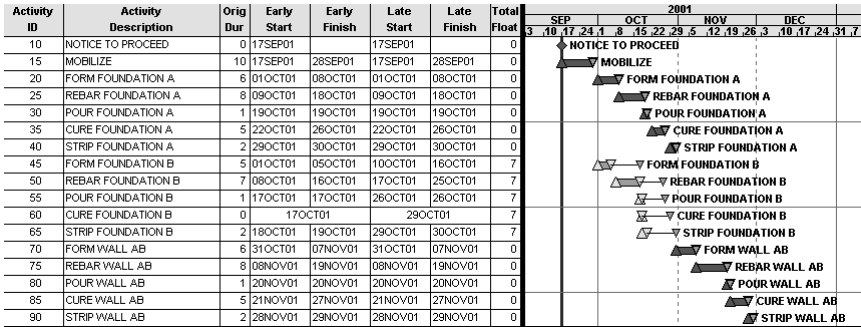 Activity Activity Orig Early Early Late Late Total 2001
ID Description Dur Start Finish Start Finish Float SEP OCT NOV DEC
3 ,10 ,17 ,24 ,1 ,8 ,15 ,22 ,29 ,5 ,12 ,19 ,26 ,3 ,10 ,17 ,24 ,31 ,7
10 NOTICE TO PROCEED 0 17SEP01 17SEP01 0 NOTICE TO PROCEED
15 MOBILIZE 10 17SEP01 28SEP01 17SEP01 28SEP01 0 MOBILIZE
20 FORM FOUNDATION A 6 01OCT01 08OCT01 01OCT01 08OCT01 0 FORM FOUNDATION A
25 REBAR FOUNDATION A 8 09OCT01 18OCT01 09OCT01 18OCT01 0 REBAR FOUNDATION A
30 POUR FOUNDATION A 1 19OCT01 19OCT01 19OCT01 19OCT01 0 POUR FOUNDATION A
35 CURE FOUNDATION A 5 22OCT01 26OCT01 22OCT01 26OCT01 0 CURE FOUNDATION A
40 STRIP FOUNDATION A 2 29OCT01 30OCT01 29OCT01 30OCT01 0 STRIP FOUNDATION A
45 FORM FOUNDATION B 5 01OCT01 05OCT01 10OCT01 16OCT01 7 FORM FOUNDATION B
50 REBAR FOUNDATION B 7 08OCT01 16OCT01 17OCT01 25OCT01 7 REBAR FOUNDATION B
55 POUR FOUNDATION B 1 17OCT01 17OCT01 26OCT01 26OCT01 7 POUR FOUNDATION B
60 CURE FOUNDATION B 0 17OCT01 29OCT01 7 CURE FOUNDATION B
65 STRIP FOUNDATION B 2 18OCT01 19OCT01 29OCT01 30OCT01 7 STRIP FOUNDATION B
70 FORM WALL AB 6 31OCT01 07NOV01 31OCT01 07NOV01 0 FORM WALL AB
75 REBAR WALL AB 8 08NOV01 19NOV01 08NOV01 19NOV01 0 REBAR WALL AB
80 POUR WALL AB 1 20NOV01 20NOV01 20NOV01 20NOV01 0 POUR WALL AB
85 CURE WALL AB 5 21NOV01 27NOV01 21NOV01 27NOV01 0 CURE WALL AB
90 STRIP WALL AB 2 28NOV01 29NOV01 28NOV01 29NOV01 0 STRIP WALL AB